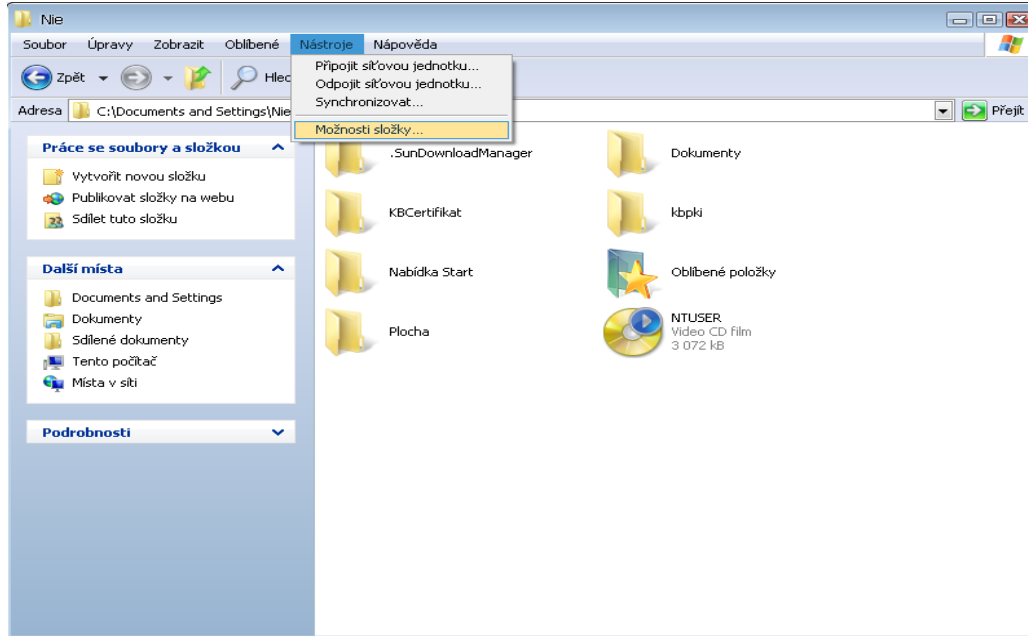 Nie
Soubor Úpravy Zobrazit Oblíbené Nástroje Nápověda
Zpět Hlec
Připojit síťovou jednotku...
Odpojit síťovou jednotku...
Synchronizovat...
Možnosti složky...
Adresa C:\Documents and Settings\Nie Přejít
Práce se soubory a složkou
Vytvořit novou složku
Publikovat složky na webu
Sdílet tuto složku
Další místa
Documents and Settings
Dokumenty
Sdílené dokumenty
Tento počítač
Místa v síti
Podrobnosti
.SunDownloadManager Dokumenty
KBCertifikat kbpki
Nabídka Start Oblíbené položky
Plocha NTUSER
Video CD film
3 072 kB